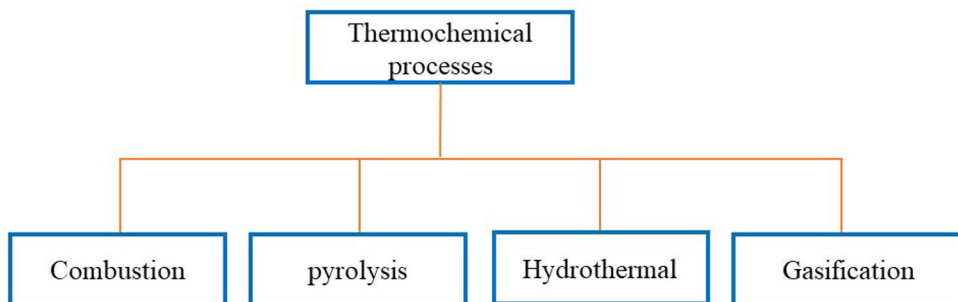 Thermochemical
processes
Combustion
pyrolysis
Hydrothermal
Gasification